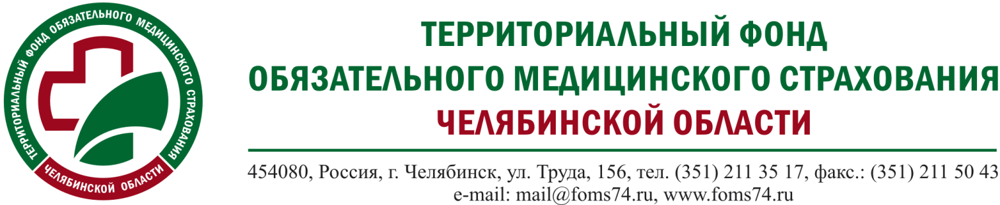 ТЕРРИТОРИАЛЬНЫЙ ФОНД ОБЯЗАТЕЛЬНОГО МЕДИЦИНСКОГО СТРАХОВАНИЯ
ЧЕЛЯБИНСКОЙ ОБЛАСТИ
ТЕРРИТОРИАЛЬНЫЙ ФОНД
ОБЯЗАТЕЛЬНОГО МЕДИЦИНСКОГО СТРАХОВАНИЯ
ЧЕЛЯБИНСКОЙ ОБЛАСТИ
454080, Россия, г. Челябинск, ул. Труда, 156, тел. (351) 211 35 17, факс.: (351) 211 50 43
e-mail: mail@foms74.ru, www.foms74.ru